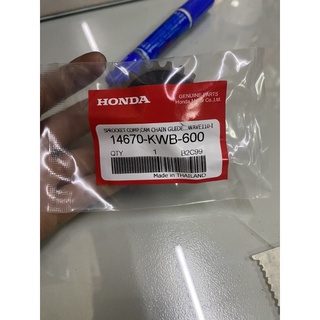 HONDA
GENUINE PARTS
Honda Motor Co., Ltd.
SPROCKET COMP,CAM CHAIN GUIDE. WAVE110-I
14670-KWB-600
QTY 1 B2C99
Made in THAILAND